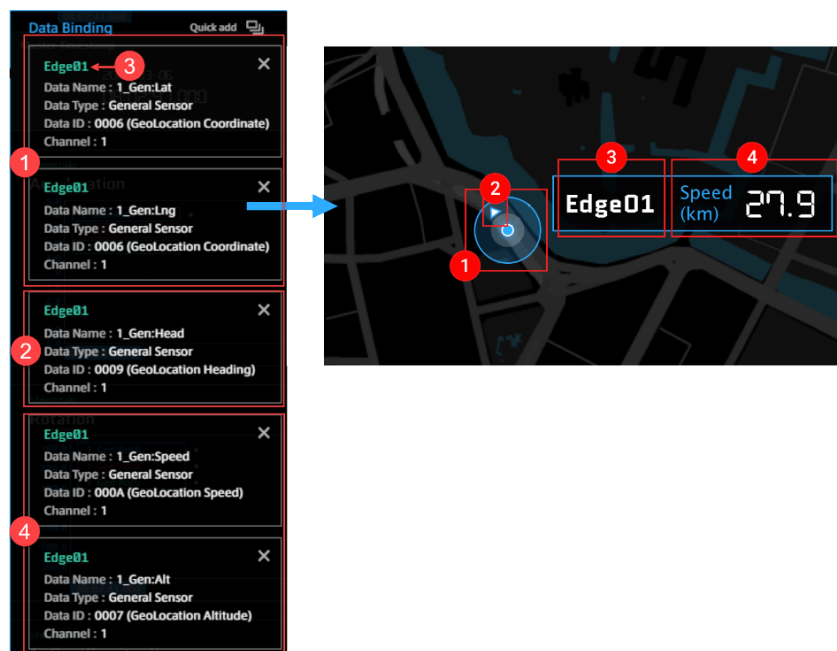 Data Binding
Quick add
Edge01
3
Data Name : 1_Gen:Lat
Data Type : General Sensor
Data ID : 0006 (GeoLocation Coordinate)
Channel : 1
1
Edge01
Data Name : 1_Gen:Lng
Data Type : General Sensor
Data ID : 0006 (GeoLocation Coordinate)
Channel : 1
Edge01
Data Name : 1_Gen:Head
2
Data Type : General Sensor
Data ID : 0009 (GeoLocation Heading)
Channel : 1
Edge01
Data Name : 1_Gen:Speed
Data Type : General Sensor
Data ID : 000A (GeoLocation Speed)
Channel : 1
4
Edge01
Data Name : 1_Gen:Alt
Data Type : General Sensor
Data ID : 0007 (GeoLocation Altitude)
Channel : 1
3
4
2
Edge01
Speed
(km)
27.9
1